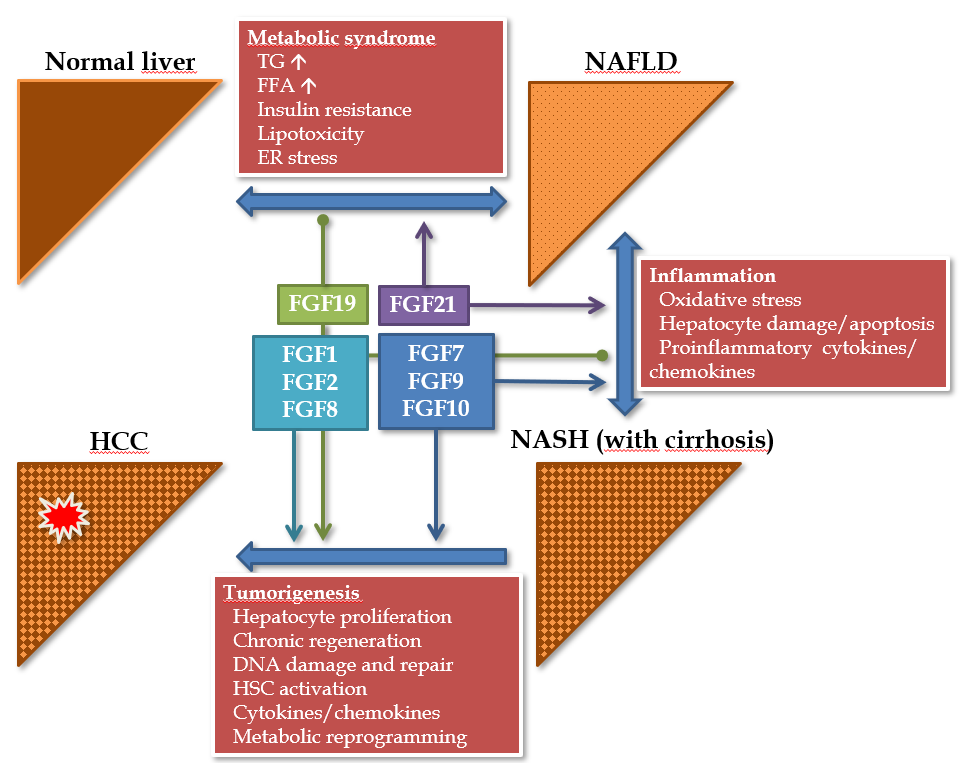 Normal liver
Metabolic syndrome
TG ↑
FFA ↑
Insulin resistance
Lipotoxicity
ER stress
NAFLD
Inflammation
Oxidative stress
Hepatocyte damage/apoptosis
Proinflammatory cytokines/
chemokines
FGF19
FGF21
FGF1
FGF2
FGF8
FGF7
FGF9
FGF10
HCC
NASH (with cirrhosis)
Tumorigenesis
Hepatocyte proliferation
Chronic regeneration
DNA damage and repair
HSC activation
Cytokines/chemokines
Metabolic reprogramming